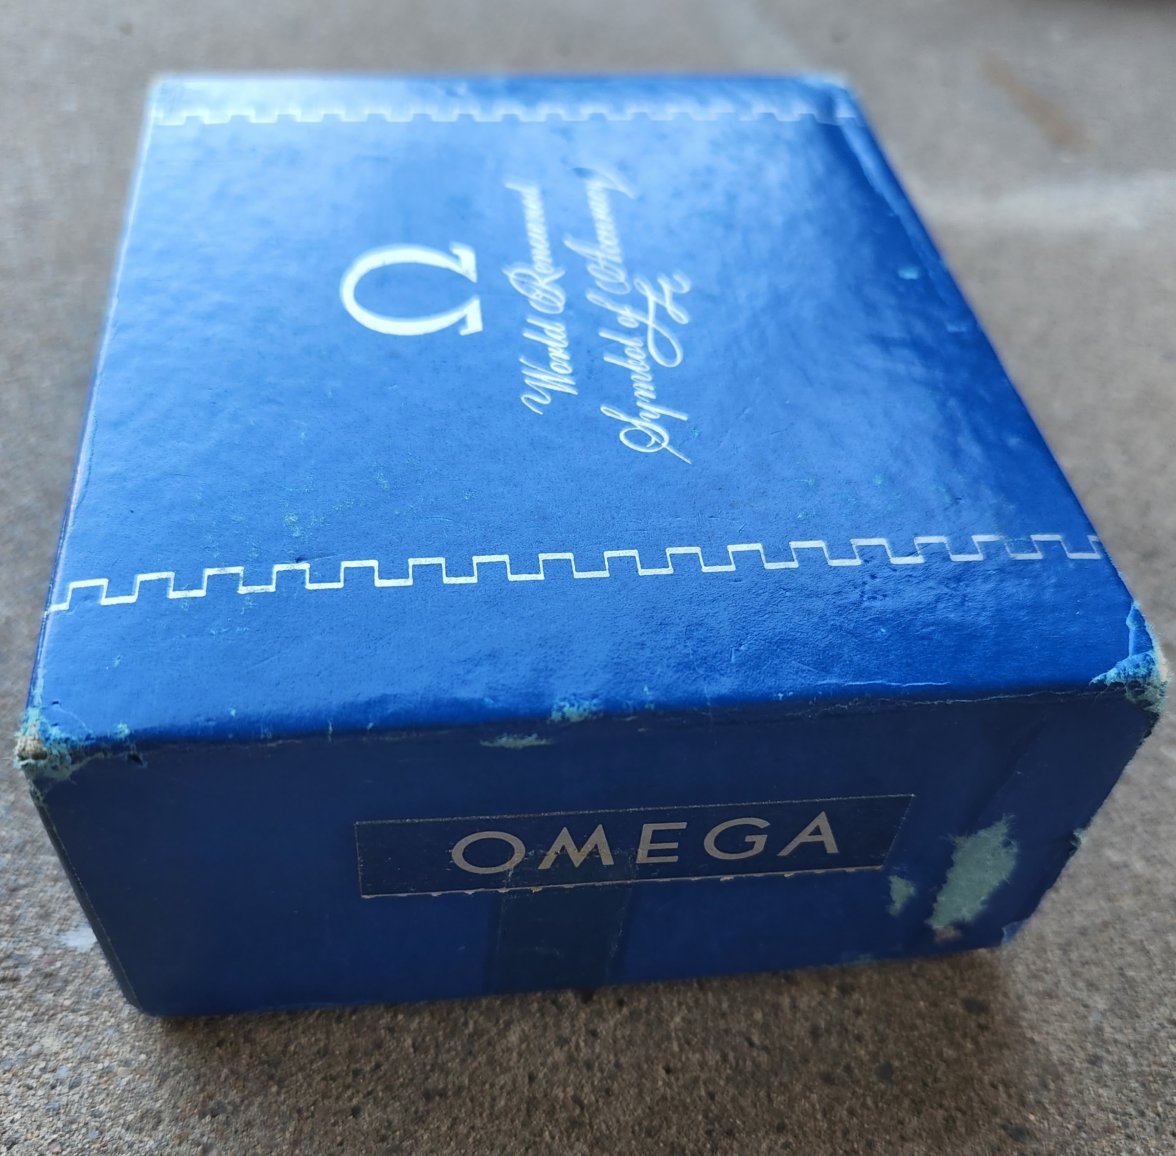 Ω
World Renowned
Symbol of Accuracy
OMEGA